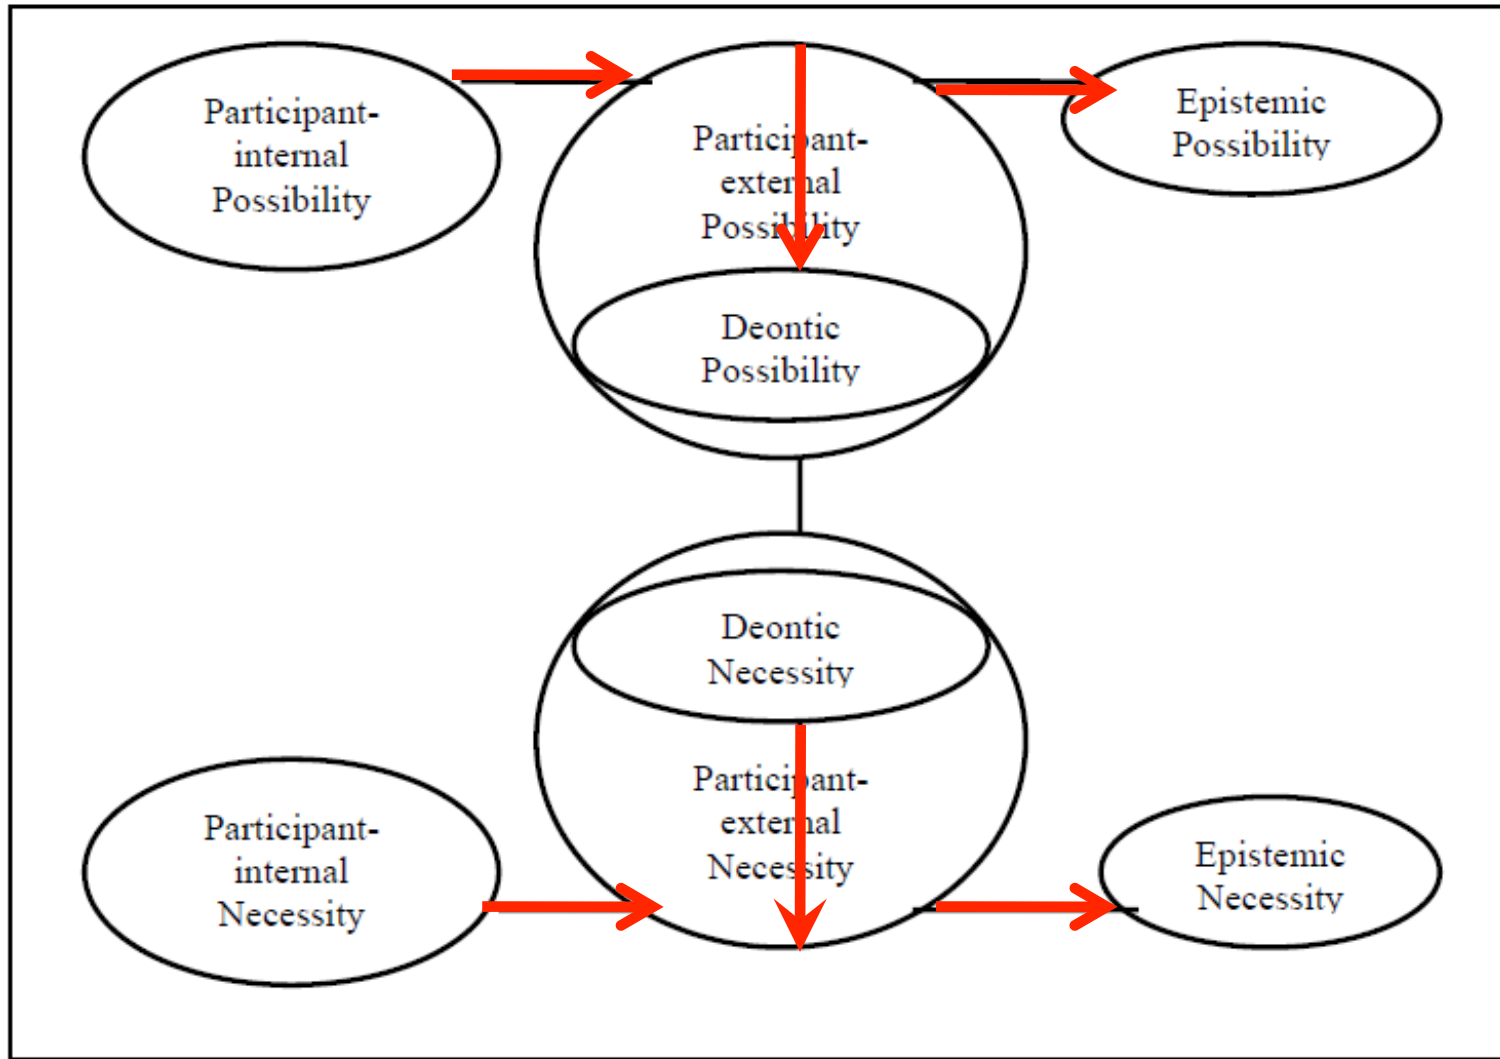 Participant-
internal
Possibility
Participant-
external
Possibility
Epistemic
Possibility
Deontic
Possibility
Deontic
Necessity
Participant-
internal
Necessity
Participant-
external
Necessity
Epistemic
Necessity